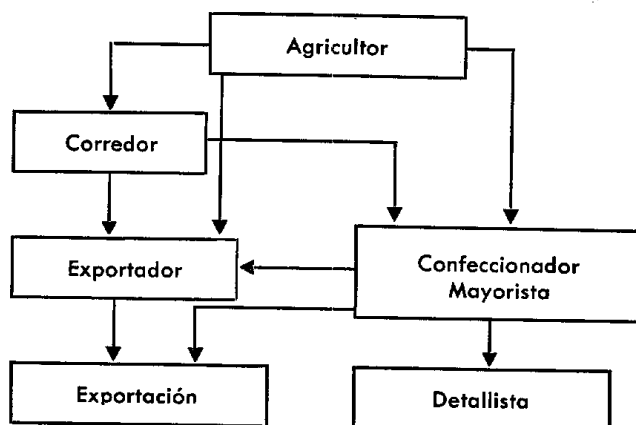 Agricultor
Corredor
Exportador
Confeccionador
Mayorista
Exportación
Detallista